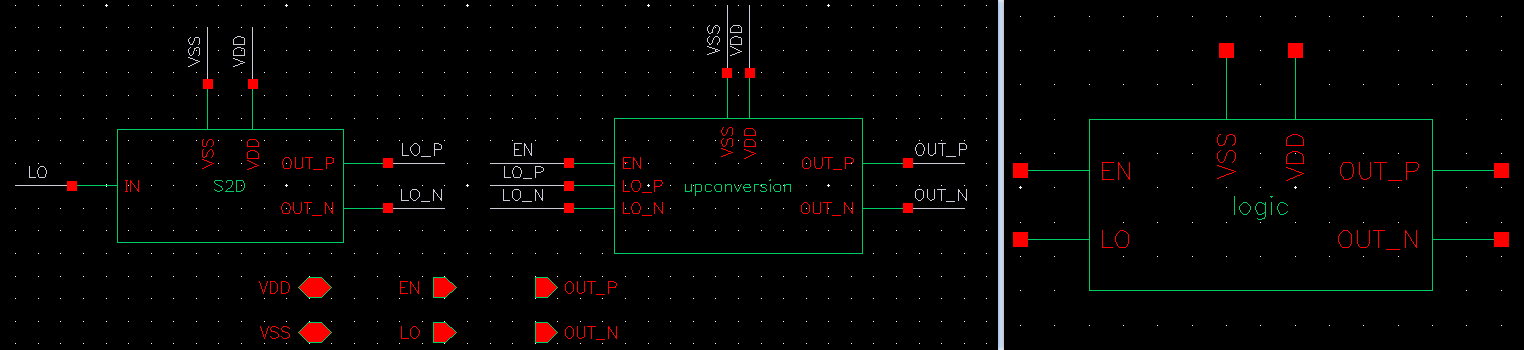 VSS
VDD
VSS
VDD
OUT_P
LO_P
LO
IN
S2D
OUT_N
LO_N
VSS
VDD
EN
EN
VSS
VDD
OUT_P
OUT_P
LO_P
LO_P
upconversion
LO_N
LO_N
OUT_N
OUT_N
VDD
EN
OUT_P
VSS
LO
OUT_N
EN
VSS
VDD
OUT_P
logic
LO
OUT_N